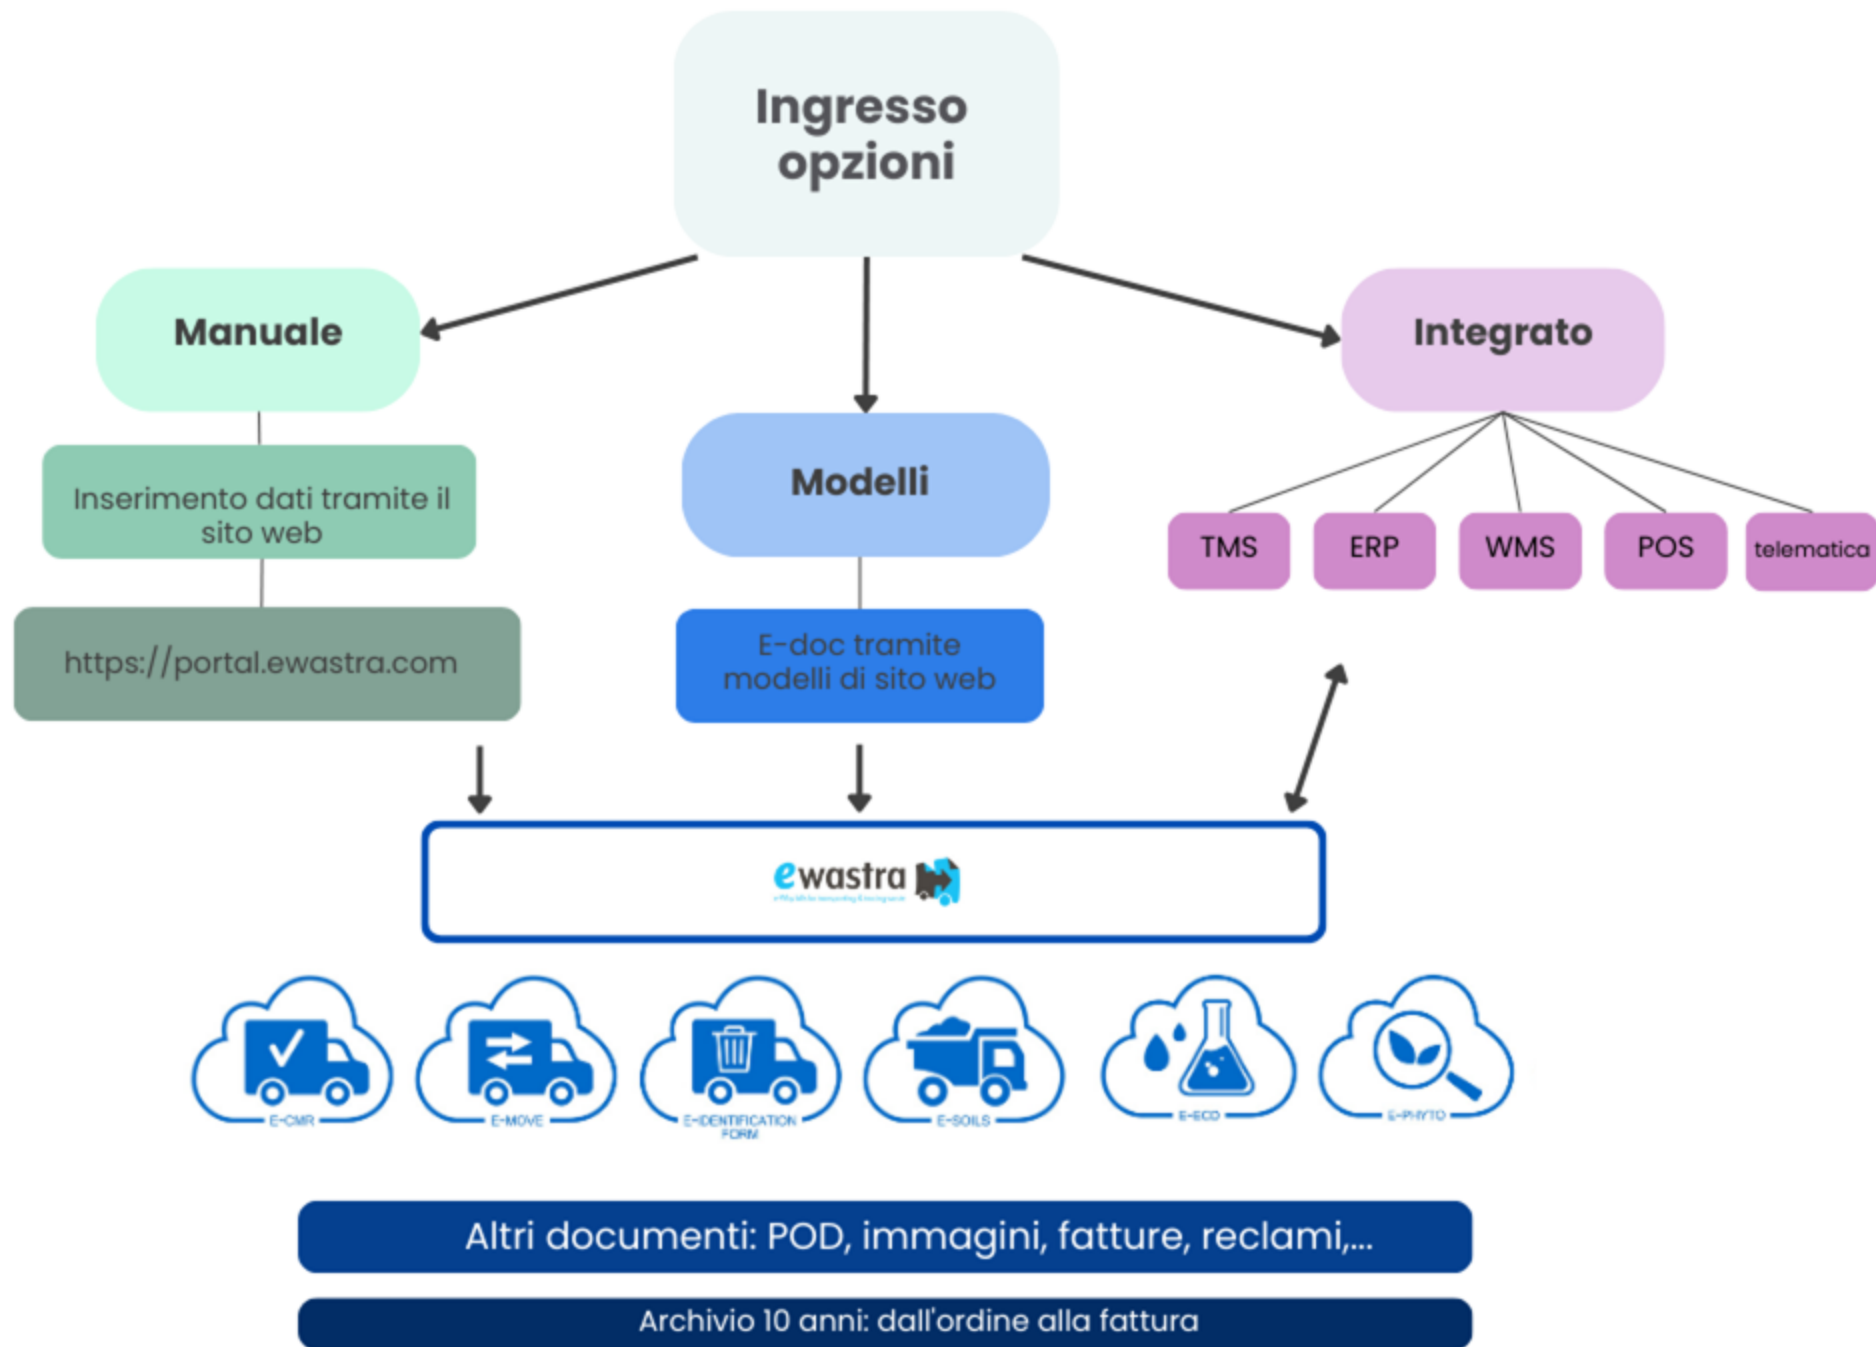 Ingresso
opzioni
Manuale
Integrato
Modelli
Inserimento dati tramite il
sito web
TMS
ERP
WMS
POS
telematica
https://portal.ewastra.com
E-doc tramite
modelli di sito web
ewastra
E-CMR
E-MOVE
E-IDENTIFICATION
FORM
E-SOILS
E-ECO
E-PHYTO
Altri documenti: POD, immagini, fatture, reclami,...
Archivio 10 anni: dall'ordine alla fattura